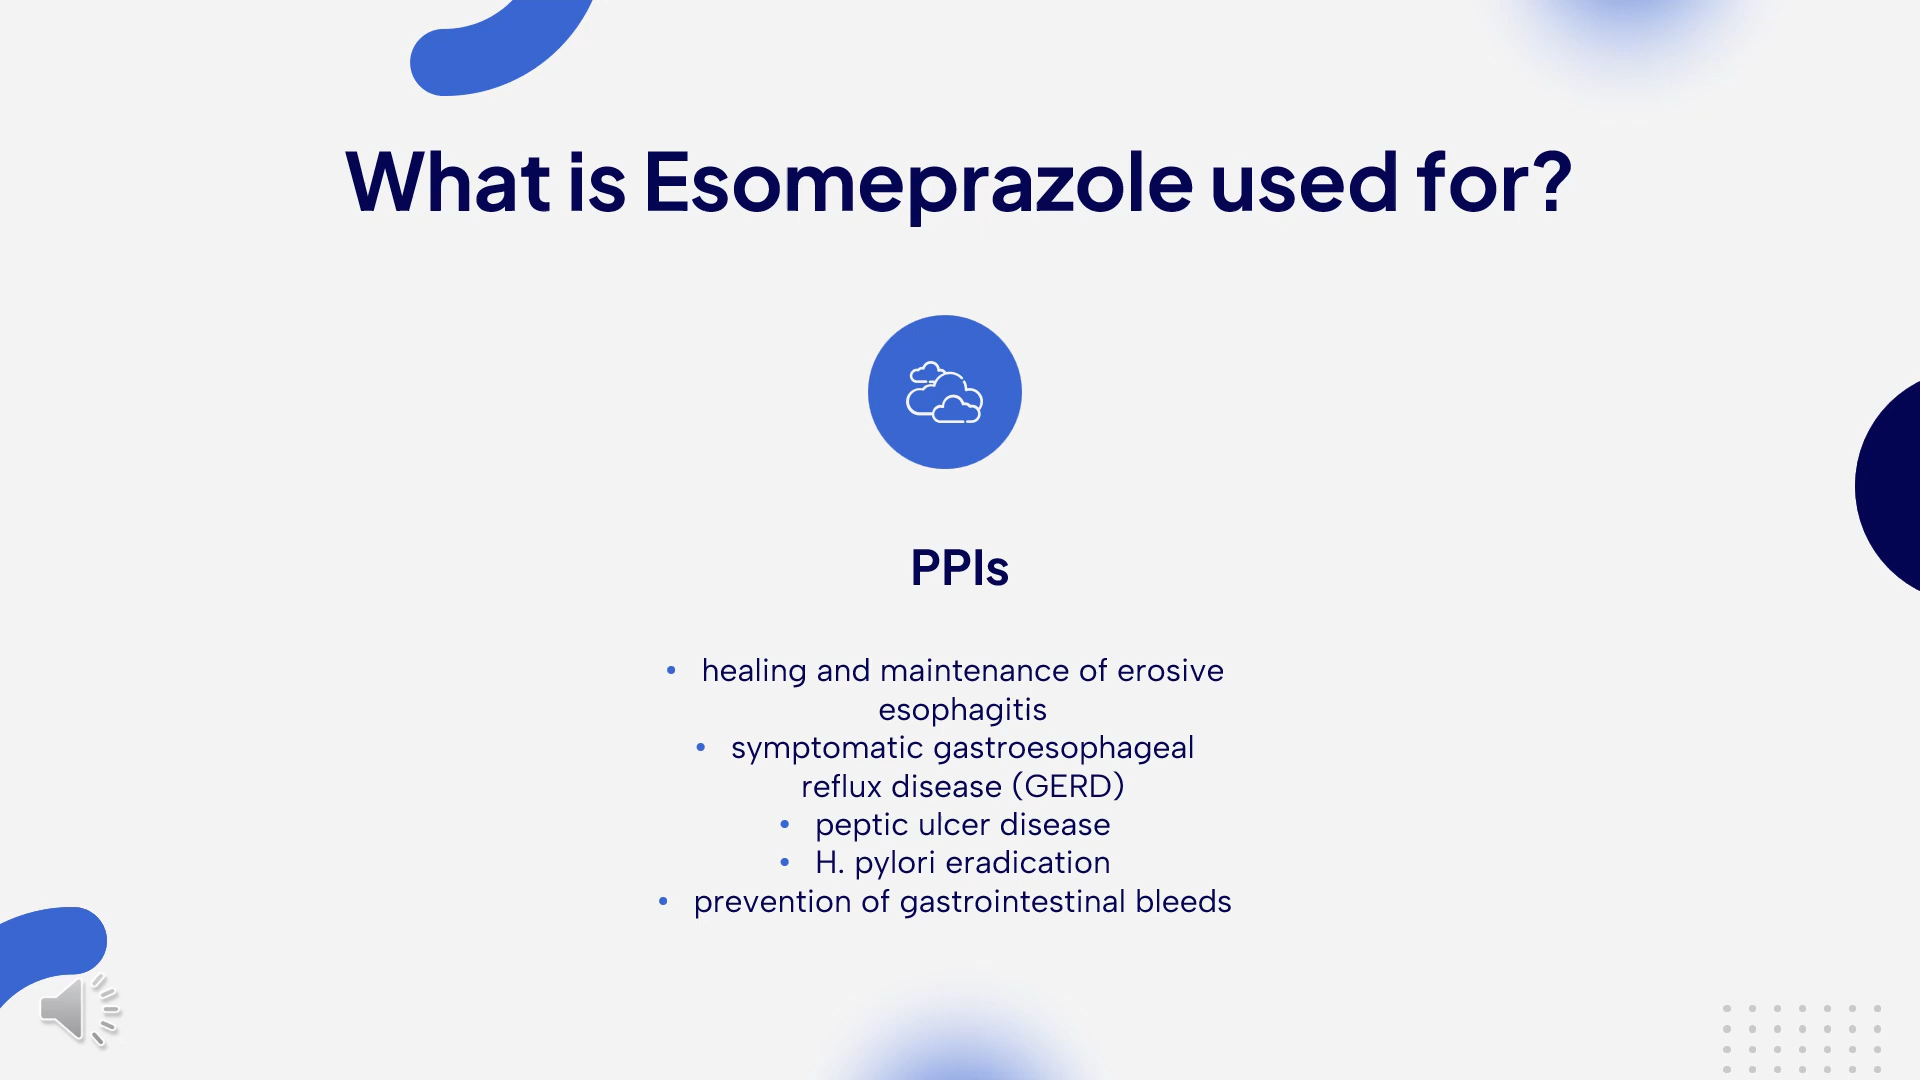 What is Esomeprazole used for?
PPIs
• healing and maintenance of erosive
esophagitis
• symptomatic gastroesophageal
reflux disease (GERD)
• peptic ulcer disease
• H. pylori eradication
• prevention of gastrointestinal bleeds